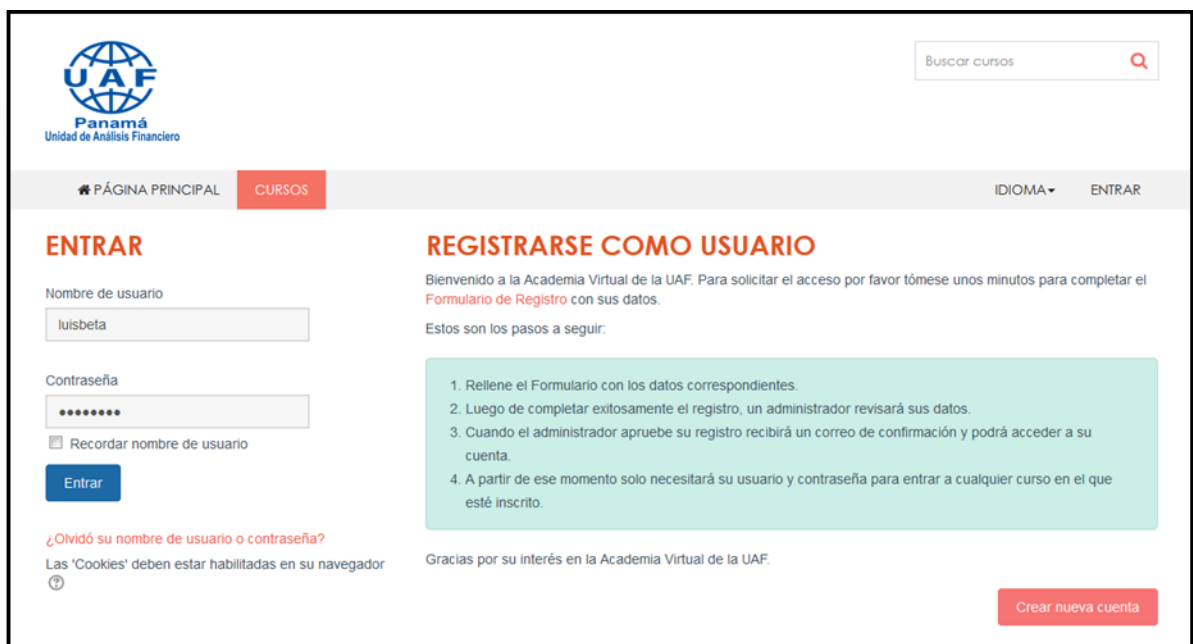 UAF
Panamá
Unidad de Análisis Financiero
Buscar cursos
PÁGINA PRINCIPAL
CURSOS
IDIOMA
ENTRAR
ENTRAR
Nombre de usuario
luisbeta
Contraseña
••••••••
Recordar nombre de usuario
Entrar
¿Olvidó su nombre de usuario o contraseña?
Las 'Cookies' deben estar habilitadas en su navegador
?
REGISTRARSE COMO USUARIO
Bienvenido a la Academia Virtual de la UAF. Para solicitar el acceso por favor tómese unos minutos para completar el
Formulario de Registro con sus datos.
Estos son los pasos a seguir:
1. Rellene el Formulario con los datos correspondientes.
2. Luego de completar exitosamente el registro, un administrador revisará sus datos.
3. Cuando el administrador apruebe su registro recibirá un correo de confirmación y podrá acceder a su
cuenta.
4. A partir de ese momento solo necesitará su usuario y contraseña para entrar a cualquier curso en el que
esté inscrito.
Gracias por su interés en la Academia Virtual de la UAF.
Crear nueva cuenta